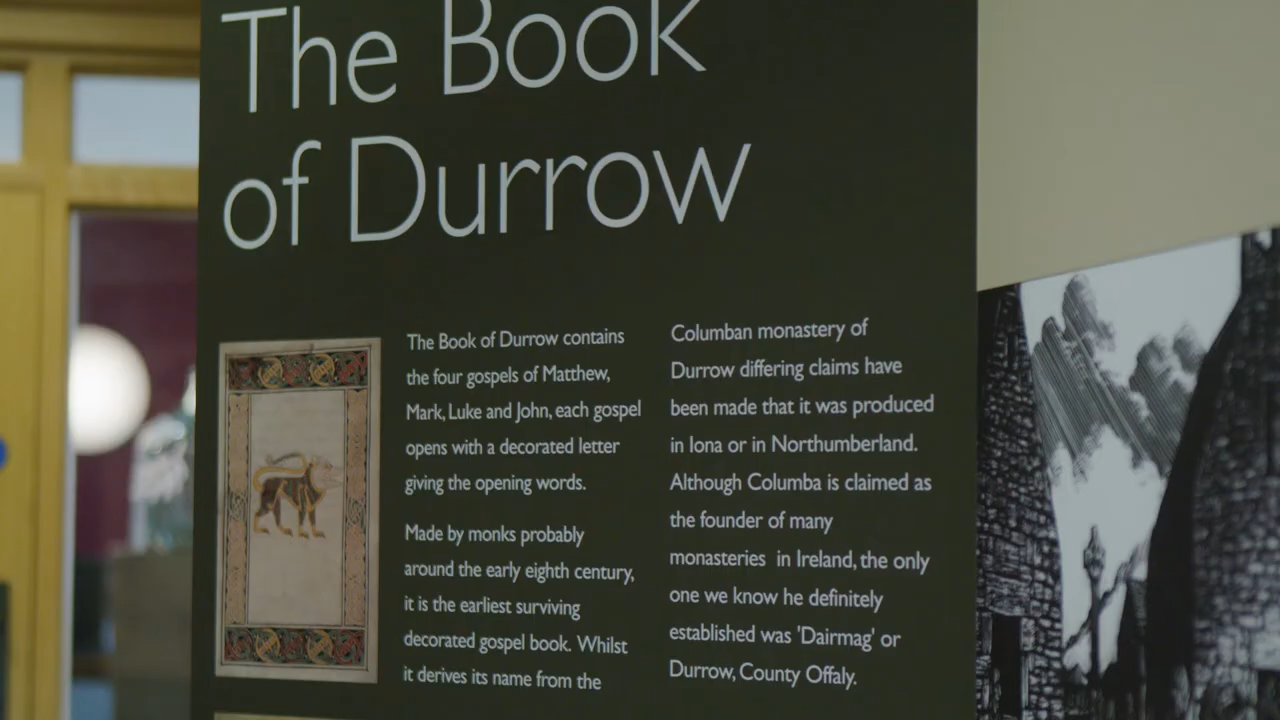 The Book
of Durrow
The Book of Durrow contains
the four gospels of Matthew,
Mark, Luke and John, each gospel
opens with a decorated letter
giving the opening words.
Made by monks probably
around the early eighth century,
it is the earliest surviving
decorated gospel book. Whilst
it derives its name from the
Columban monastery of
Durrow differing claims have
been made that it was produced
in Iona or in Northumberland.
Although Columba is claimed as
the founder of many
monasteries in Ireland, the only
one we know he definitely
established was 'Dairmag' or
Durrow, County Offaly.